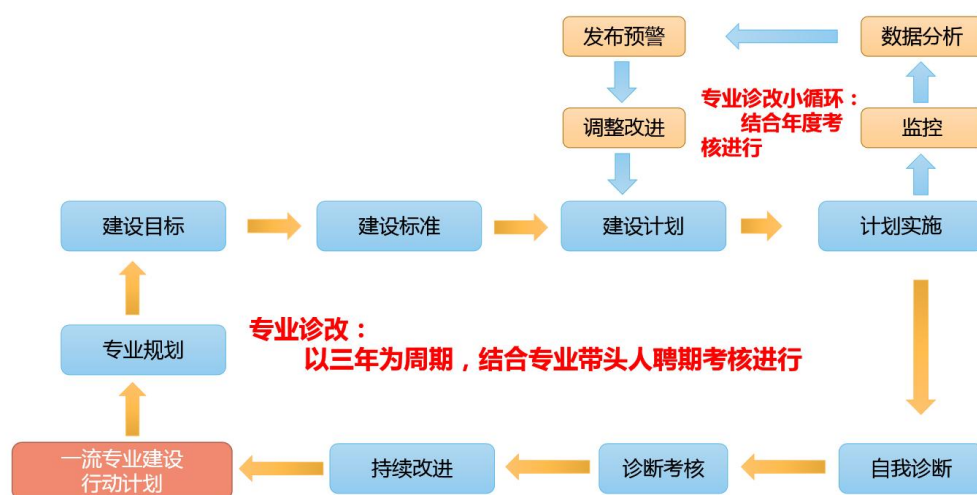 发布预警
数据分析
专业诊改小循环：
结合年度考
核进行
调整改进
监控
建设目标
建设标准
建设计划
计划实施
专业诊改：
以三年为周期，结合专业带头人聘期考核进行
专业规划
一流专业建设
行动计划
持续改进
诊断考核
自我诊断